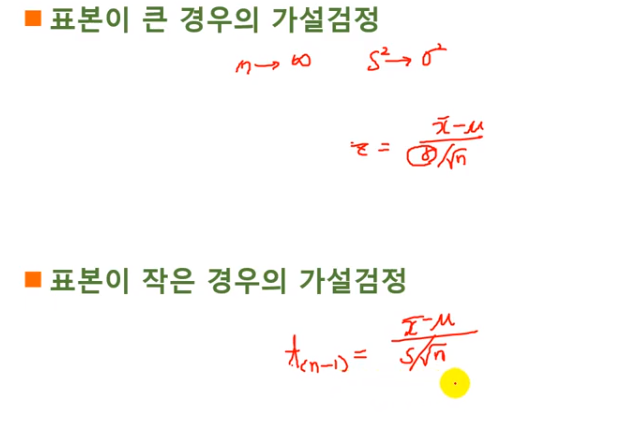 ■ 표본이 큰 경우의 가설검정
n → ∞ S² → σ²
z = (x̄ - μ) / (σ/√n)
■ 표본이 작은 경우의 가설검정
t(n-1) = (x̄ - μ) / (S/√n)